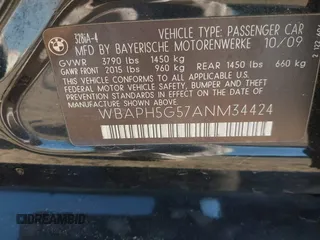 328iA-4
VEHICLE TYPE: PASSENGER CAR
MFD BY BAYERISCHE MOTORENWERKE 10/09
GVWR 3790 lbs 1450 kg
GAWR FRONT 2015 lbs 960 kg REAR 1450 lbs 660 kg
THIS VEHICLE CONFORMS TO ALL APPLICABLE
FEDERAL MOTOR VEHICLE SAFETY, BUMPER,
AND THEFT PREVENTION STANDARDS IN EFFECT
ON THE DATE OF MANUFACTURE SHOWN ABOVE.
WBAPH5G57ANM34424
DREAMBID